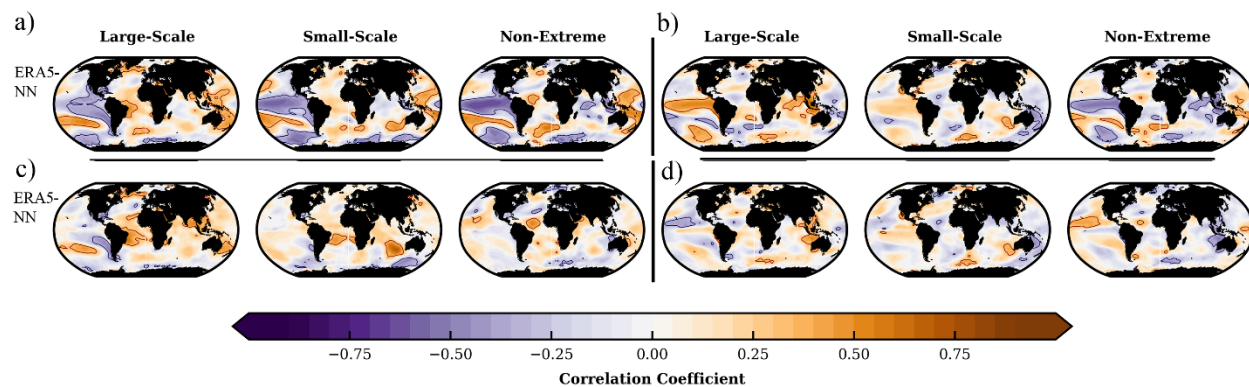 a)
b)
Large-Scale Small-Scale Non-Extreme Large-Scale Small-Scale Non-Extreme
ERA5-
NN
c)
d)
ERA5-
NN
−0.75 −0.50 −0.25 0.00 0.25 0.50 0.75
Correlation Coefficient